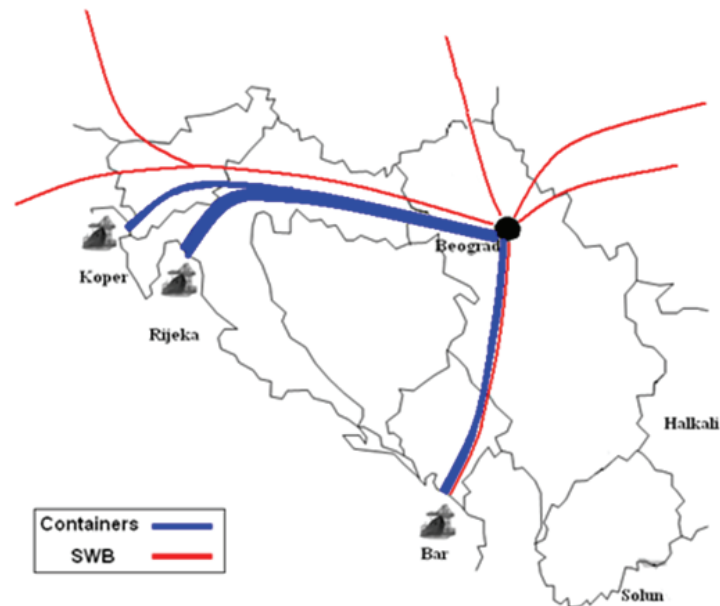 Beograd
Koper
Rijeka
Halkali
Containers
SWB
Bar
Solun